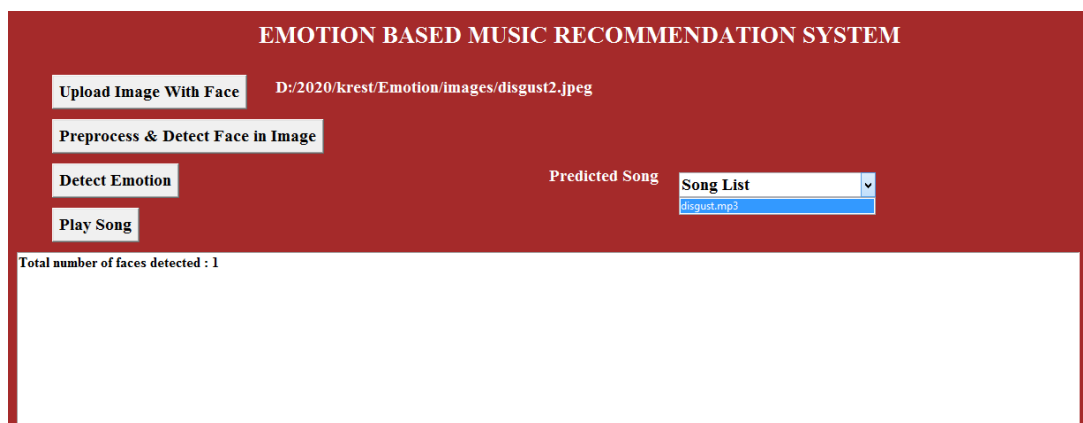 EMOTION BASED MUSIC RECOMMENDATION SYSTEM
Upload Image With Face D:/2020/krest/Emotion/images/disgust2.jpeg
Preprocess & Detect Face in Image
Detect Emotion Predicted Song Song List
disgust.mp3
Play Song
Total number of faces detected : 1